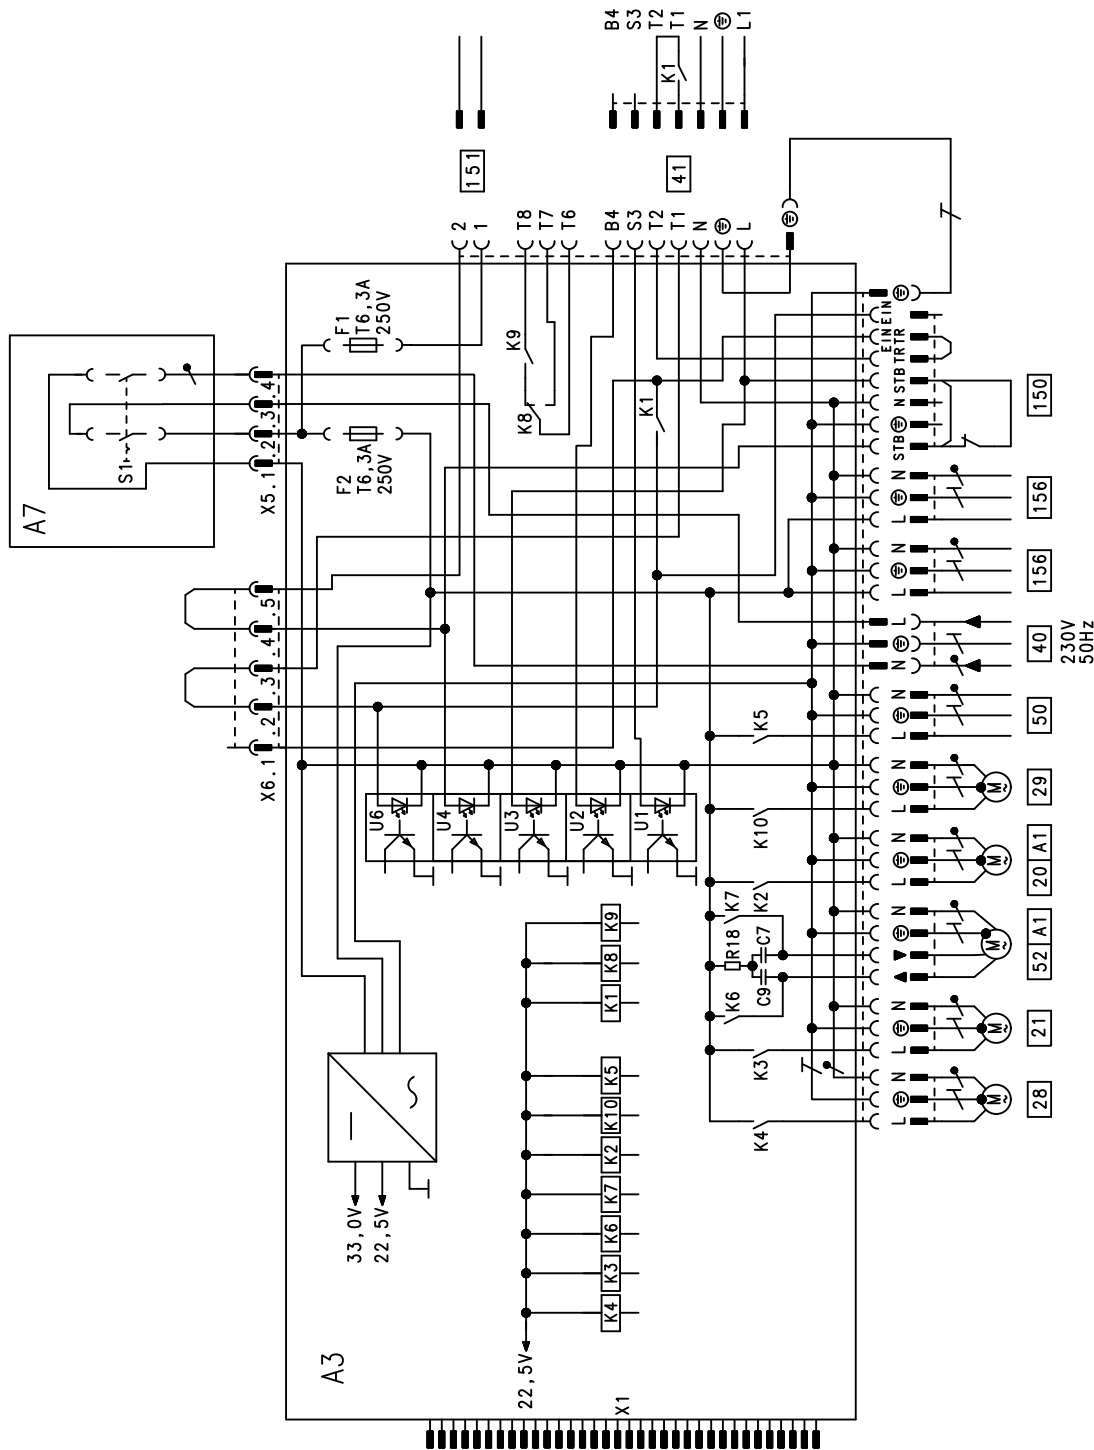 B4
S3
T2
T1
N
L1
K1
151
41
2
1
T8
T7
T6
B4
S3
T2
T1
N
L
A7
S1
X5.1
.2
.3
.4
F1
T6,3A
250V
F2
T6,3A
250V
K9
K8
K1
EIN
EIN
TR
TR
STB
STB
N
150
N
L
156
N
L
156
L
N
40
230V
50Hz
X6.1
.2
.3
.4
.5
N
L
50
K5
U6
U4
U3
U2
U1
N
L
29
K10
N
L
20
A1
K2
K7
R18
C7
C9
K6
N
52
A1
K9
K8
K1
N
L
21
K3
N
L
28
K4
K5
K10
K2
K7
K6
K3
K4
33,0V
22,5V
22,5V
A3
X1
M~
M~
M~
M~
M~